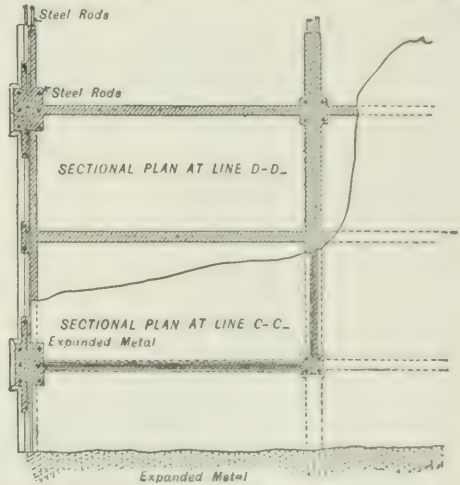 Steel Rods
Steel Rods
SECTIONAL PLAN AT LINE D-D_
SECTIONAL PLAN AT LINE C-C_
Expanded Metal
Expanded Metal